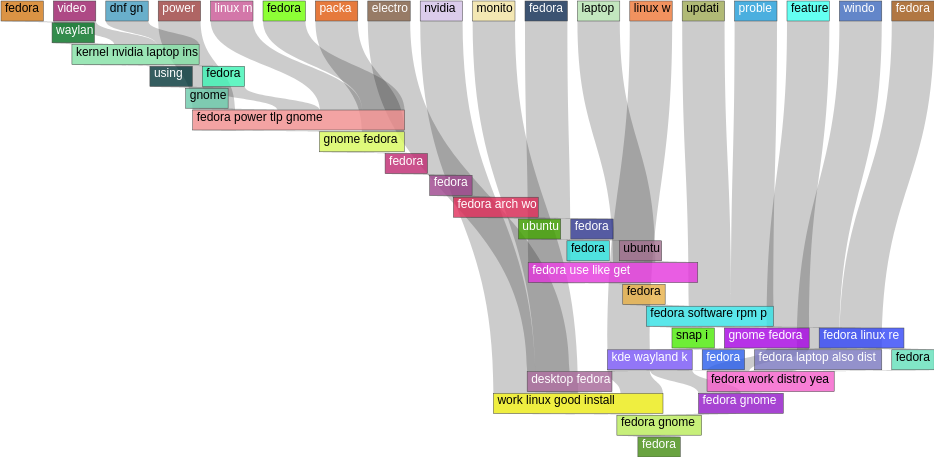 fedora video dnf gn power linux m fedora packa electro nvidia monito fedora laptop linux w updati proble feature windo fedora
waylan
kernel nvidia laptop ins
using fedora
gnome
fedora power tlp gnome
gnome fedora
fedora
fedora
fedora arch wo
ubuntu fedora
fedora ubuntu
fedora use like get
fedora
fedora software rpm p
snap i gnome fedora fedora linux re
kde wayland k fedora fedora laptop also dist fedora
desktop fedora fedora work distro yea
work linux good install fedora gnome
fedora gnome
fedora